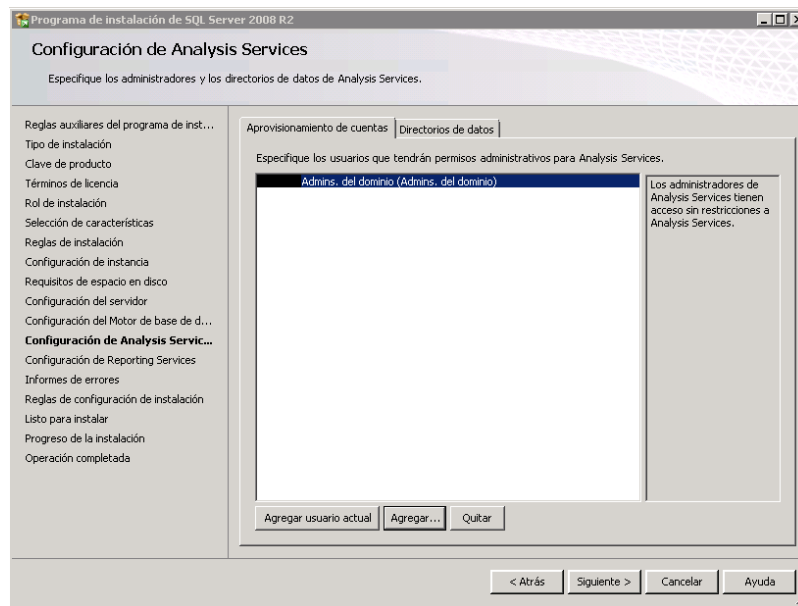 Programa de instalación de SQL Server 2008 R2
Configuración de Analysis Services
Especifique los administradores y los directorios de datos de Analysis Services.
Reglas auxiliares del programa de inst...
Tipo de instalación
Clave de producto
Términos de licencia
Rol de instalación
Selección de características
Reglas de instalación
Configuración de instancia
Requisitos de espacio en disco
Configuración del servidor
Configuración del Motor de base de d...
Configuración de Analysis Servic...
Configuración de Reporting Services
Informes de errores
Reglas de configuración de instalación
Listo para instalar
Progreso de la instalación
Operación completada
Aprovisionamiento de cuentas Directorios de datos
Especifique los usuarios que tendrán permisos administrativos para Analysis Services.
Admins. del dominio (Admins. del dominio)
Los administradores de
Analysis Services tienen
acceso sin restricciones a
Analysis Services.
Agregar usuario actual Agregar... Quitar
< Atrás Siguiente > Cancelar Ayuda